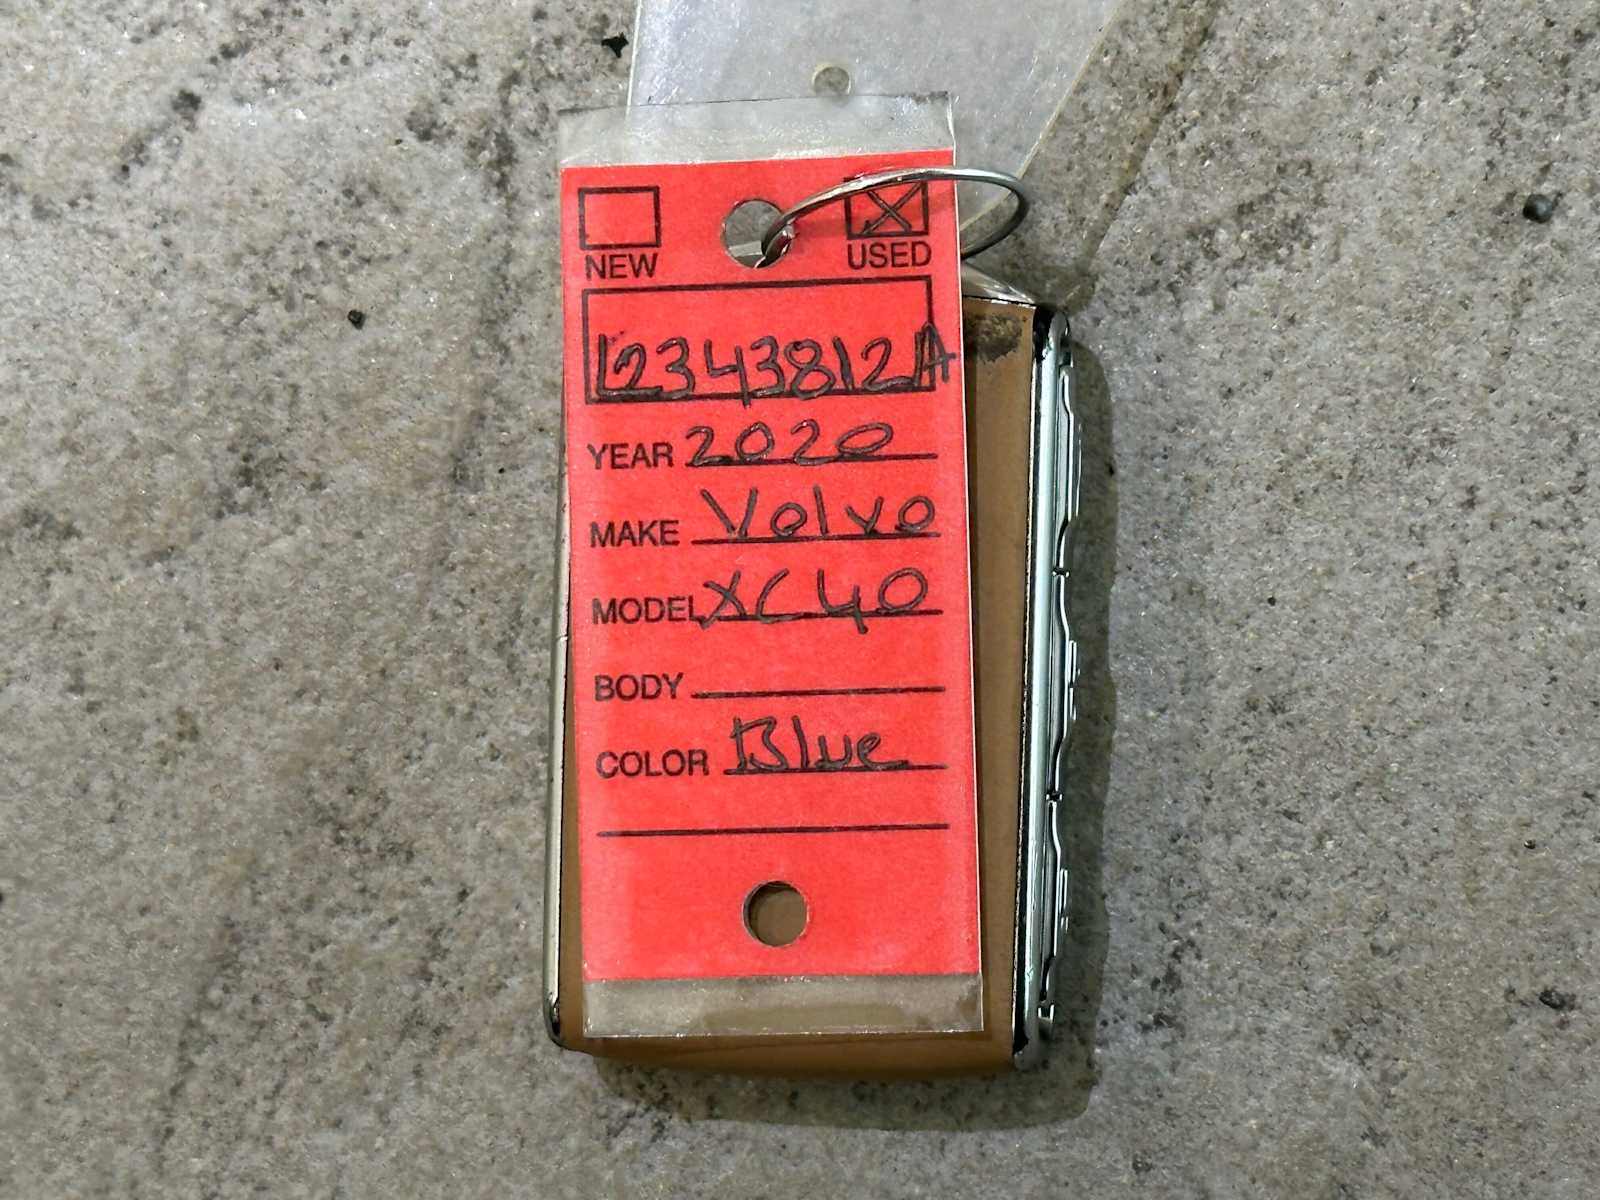 NEW USED
L2343812A
YEAR 2020
MAKE Volvo
MODEL XC40
BODY
COLOR Blue